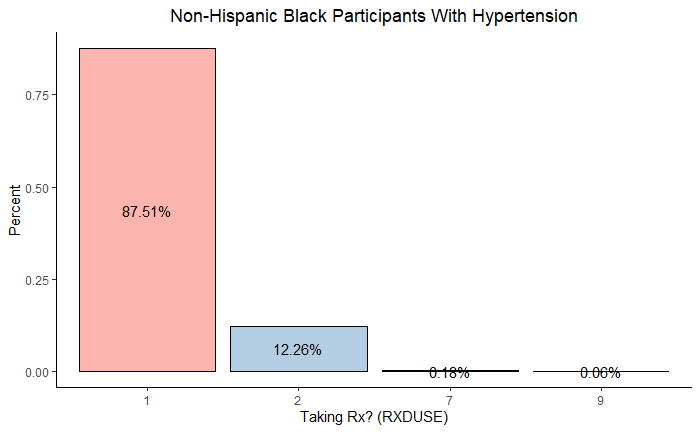 Non-Hispanic Black Participants With Hypertension
Percent
0.75
0.50
0.25
0.00
87.51%
12.26%
0.18%
0.06%
1 2 7 9
Taking Rx? (RXDUSE)